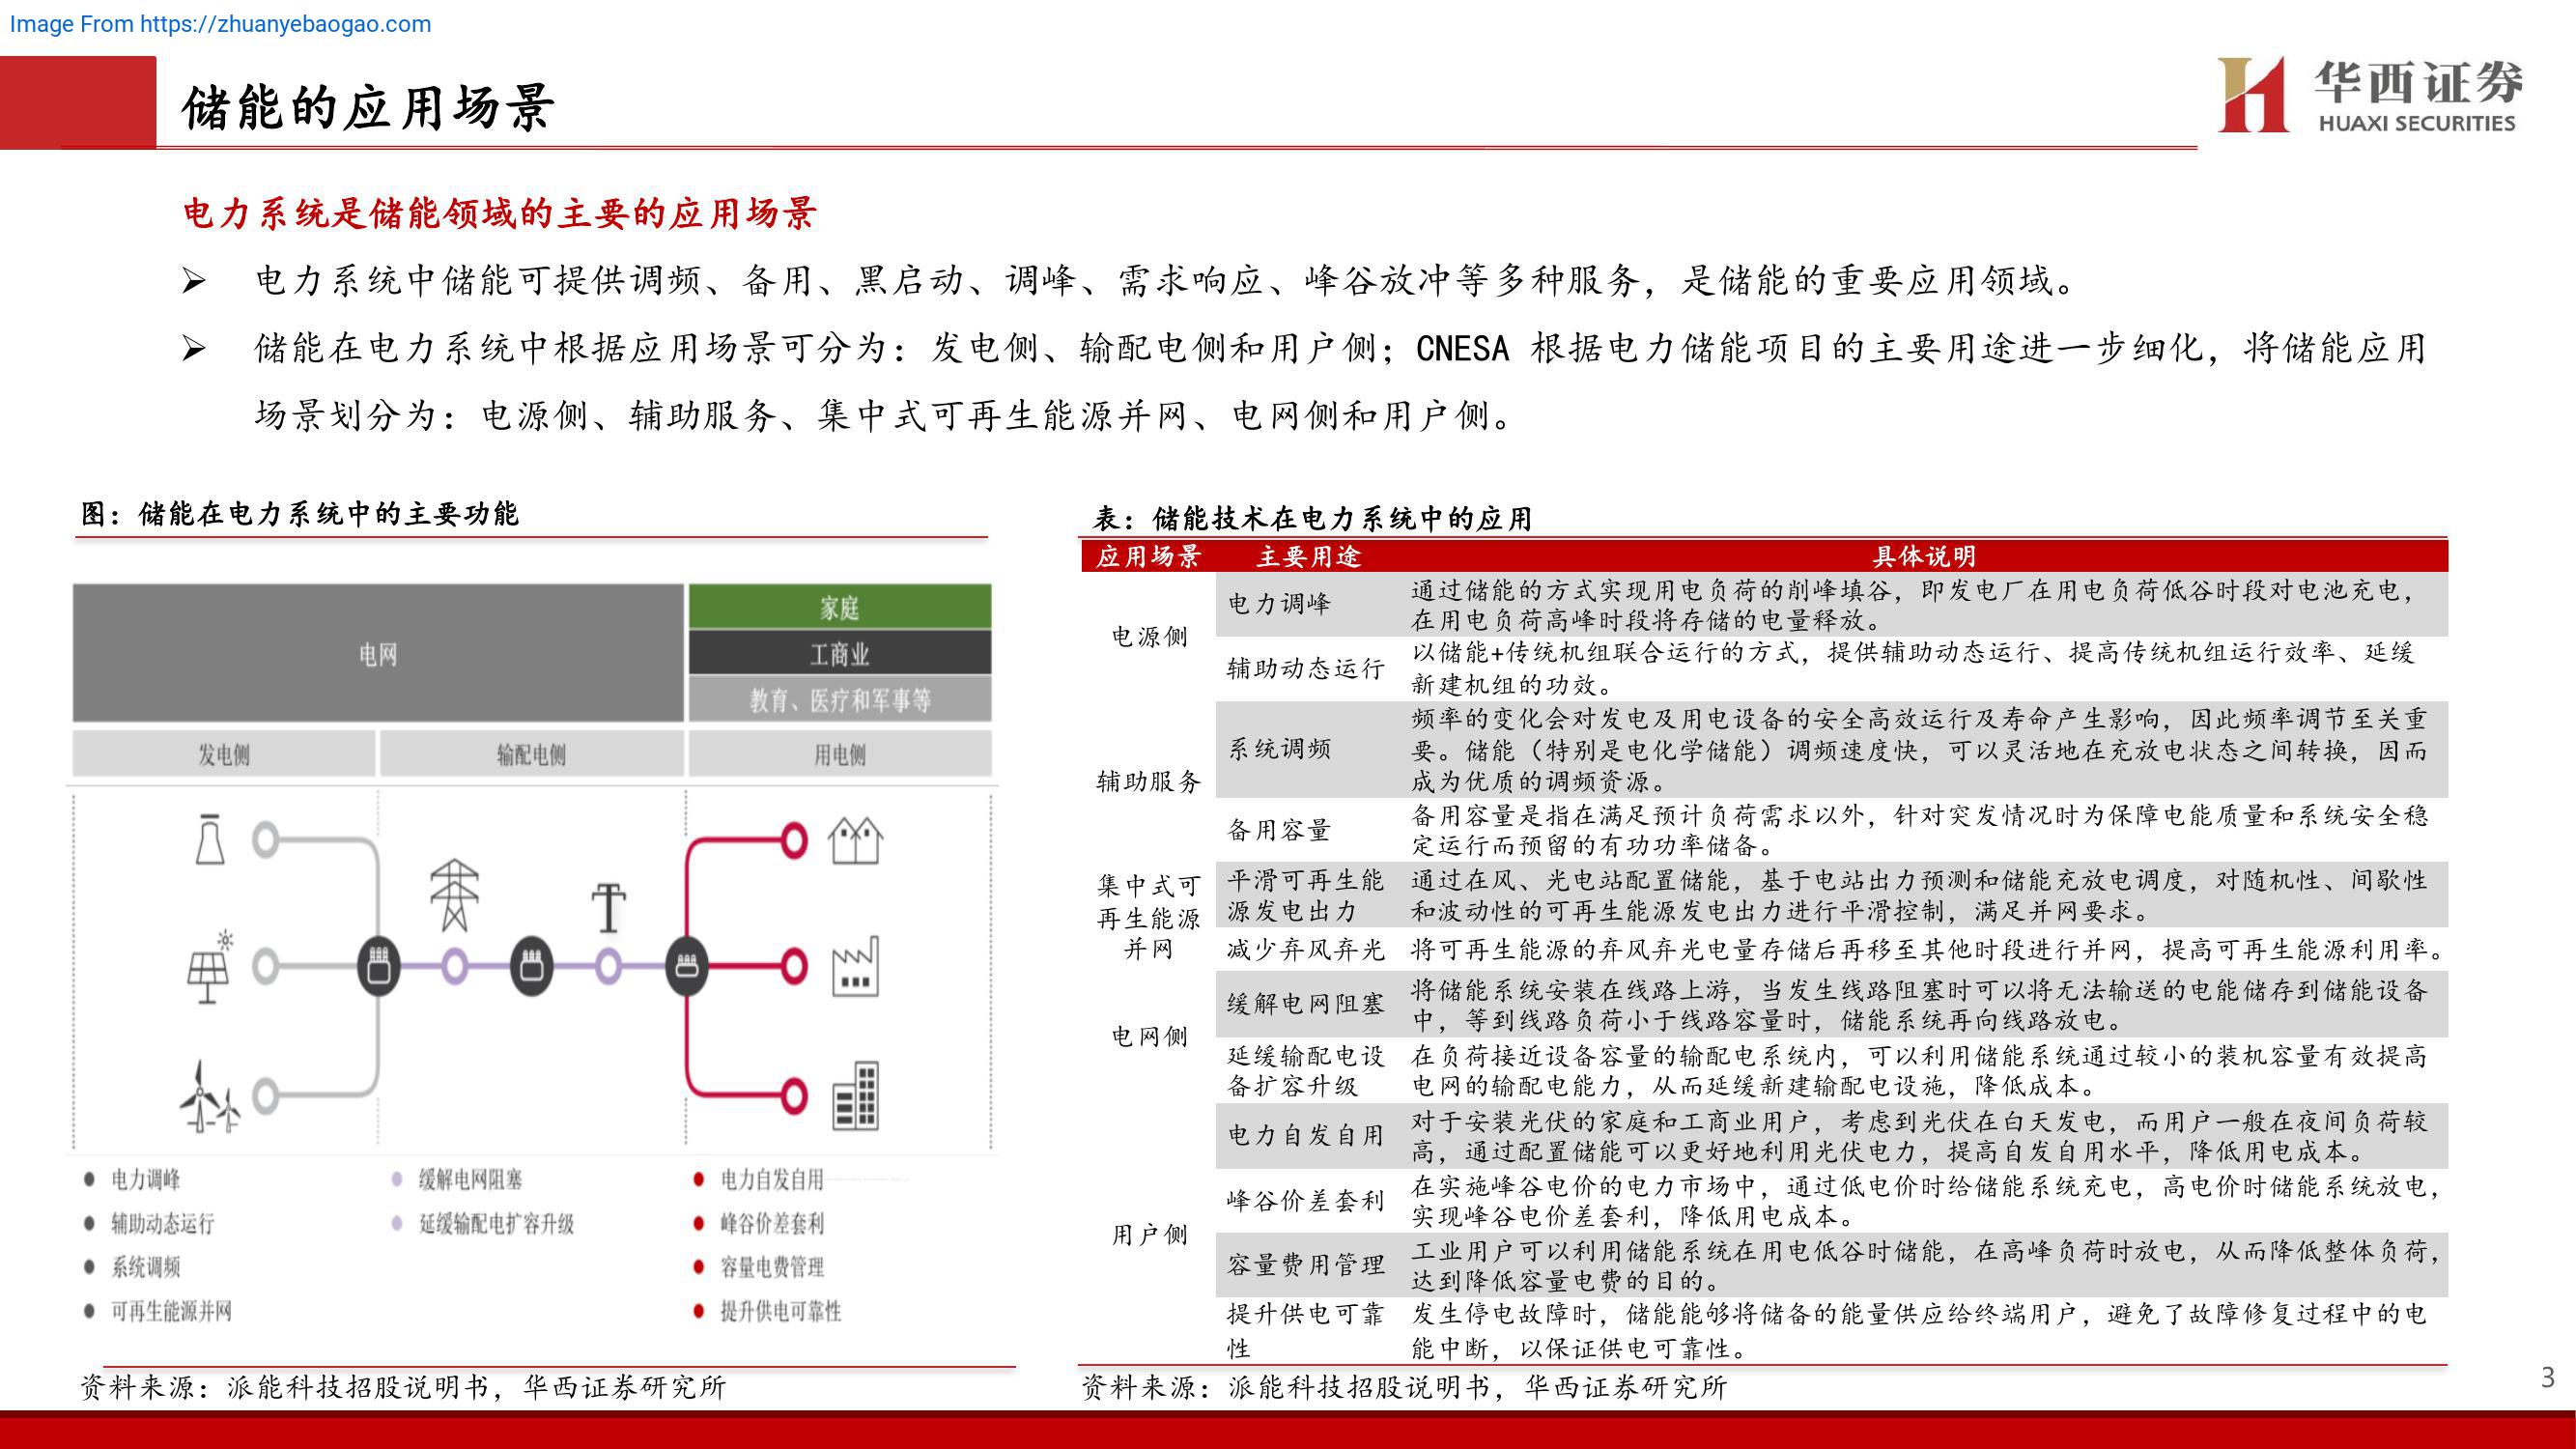 Image From https://zhuanyebaogao.com
储能的应用场景
华西证券
HUAXI SECURITIES
电力系统是储能领域的主要的应用场景
➢ 电力系统中储能可提供调频、备用、黑启动、调峰、需求响应、峰谷放冲等多种服务，是储能的重要应用领域。
➢ 储能在电力系统中根据应用场景可分为：发电侧、输配电侧和用户侧；CNESA 根据电力储能项目的主要用途进一步细化，将储能应用
场景划分为：电源侧、辅助服务、集中式可再生能源并网、电网侧和用户侧。
图：储能在电力系统中的主要功能
电网
家庭
工商业
教育、医疗和军事等
发电侧 输配电侧 用电侧
● 电力调峰
● 辅助动态运行
● 系统调频
● 可再生能源并网
● 缓解电网阻塞
● 延缓输配电扩容升级
● 电力自发自用
● 峰谷价差套利
● 容量电费管理
● 提升供电可靠性
资料来源：派能科技招股说明书，华西证券研究所
表：储能技术在电力系统中的应用
应用场景 主要用途 具体说明
电源侧
电力调峰
通过储能的方式实现用电负荷的削峰填谷，即发电厂在用电负荷低谷时段对电池充电，
在用电负荷高峰时段将存储的电量释放。
辅助动态运行
以储能+传统机组联合运行的方式，提供辅助动态运行、提高传统机组运行效率、延缓
新建机组的功效。
辅助服务
系统调频
频率的变化会对发电及用电设备的安全高效运行及寿命产生影响，因此频率调节至关重
要。储能（特别是电化学储能）调频速度快，可以灵活地在充放电状态之间转换，因而
成为优质的调频资源。
备用容量
备用容量是指在满足预计负荷需求以外，针对突发情况时为保障电能质量和系统安全稳
定运行而预留的有功功率储备。
集中式可
再生能源
并网
平滑可再生能
源发电出力
通过在风、光电站配置储能，基于电站出力预测和储能充放电调度，对随机性、间歇性
和波动性的可再生能源发电出力进行平滑控制，满足并网要求。
减少弃风弃光
将可再生能源的弃风弃光电量存储后再移至其他时段进行并网，提高可再生能源利用率。
电网侧
缓解电网阻塞
将储能系统安装在线路上游，当发生线路阻塞时可以将无法输送的电能储存到储能设备
中，等到线路负荷小于线路容量时，储能系统再向线路放电。
延缓输配电设
备扩容升级
在负荷接近设备容量的输配电系统内，可以利用储能系统通过较小的装机容量有效提高
电网的输配电能力，从而延缓新建输配电设施，降低成本。
用户侧
电力自发自用
对于安装光伏的家庭和工商业用户，考虑到光伏在白天发电，而用户一般在夜间负荷较
高，通过配置储能可以更好地利用光伏电力，提高自发自用水平，降低用电成本。
峰谷价差套利
在实施峰谷电价的电力市场中，通过低电价时给储能系统充电，高电价时储能系统放电，
实现峰谷电价差套利，降低用电成本。
容量费用管理
工业用户可以利用储能系统在用电低谷时储能，在高峰负荷时放电，从而降低整体负荷，
达到降低容量电费的目的。
提升供电可靠
性
发生停电故障时，储能能够将储备的能量供应给终端用户，避免了故障修复过程中的电
能中断，以保证供电可靠性。
资料来源：派能科技招股说明书，华西证券研究所
3